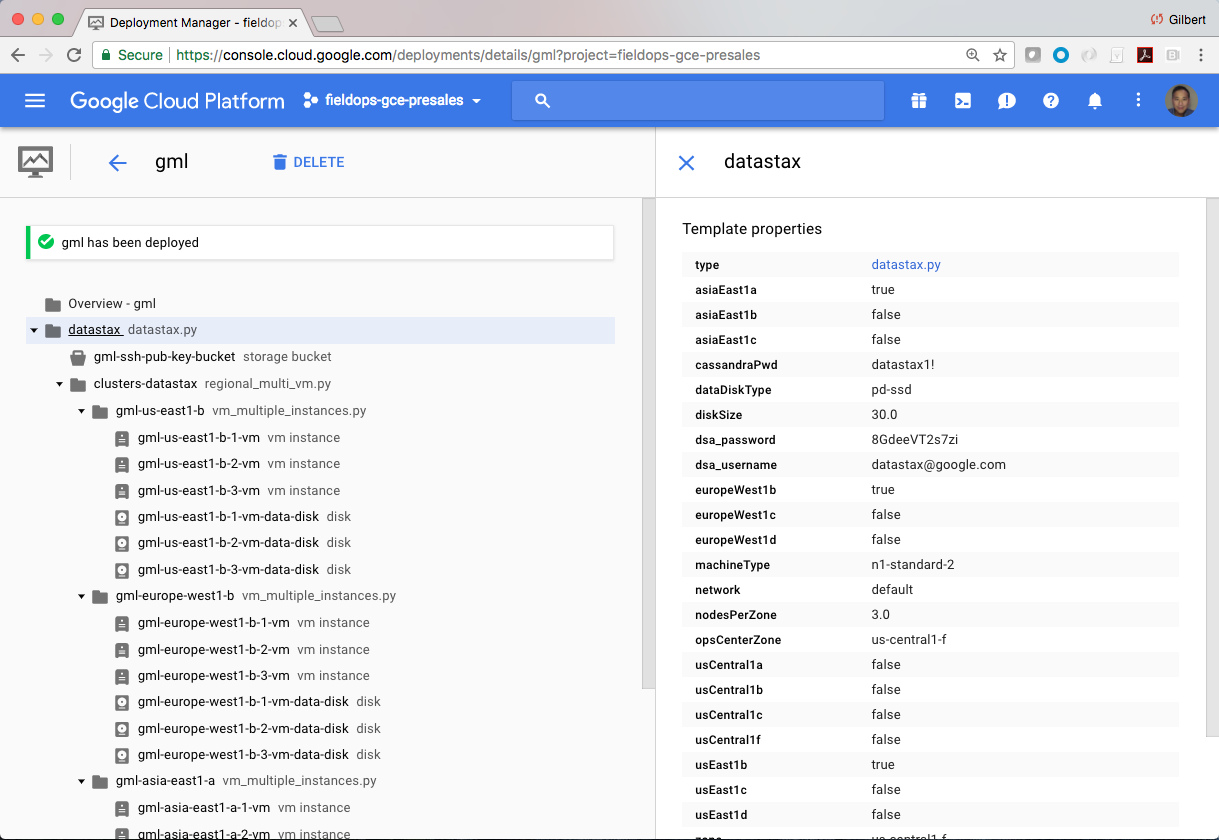 Deployment Manager - fieldop
Gilbert
Secure https://console.cloud.google.com/deployments/details/gml?project=fieldops-gce-presales
Google Cloud Platform fieldops-gce-presales
gml DELETE
datastax
gml has been deployed
Overview - gml
datastax datastax.py
gml-ssh-pub-key-bucket storage bucket
clusters-datastax regional_multi_vm.py
gml-us-east1-b vm_multiple_instances.py
gml-us-east1-b-1-vm vm instance
gml-us-east1-b-2-vm vm instance
gml-us-east1-b-3-vm vm instance
gml-us-east1-b-1-vm-data-disk disk
gml-us-east1-b-2-vm-data-disk disk
gml-us-east1-b-3-vm-data-disk disk
gml-europe-west1-b vm_multiple_instances.py
gml-europe-west1-b-1-vm vm instance
gml-europe-west1-b-2-vm vm instance
gml-europe-west1-b-3-vm vm instance
gml-europe-west1-b-1-vm-data-disk disk
gml-europe-west1-b-2-vm-data-disk disk
gml-europe-west1-b-3-vm-data-disk disk
gml-asia-east1-a vm_multiple_instances.py
gml-asia-east1-a-1-vm vm instance
gml-asia-east1-a-2-vm vm instance
Template properties
type datastax.py
asiaEast1a true
asiaEast1b false
asiaEast1c false
cassandraPwd datastax1!
dataDiskType pd-ssd
diskSize 30.0
dsa_password 8GdeeVT2s7zi
dsa_username datastax@google.com
europeWest1b true
europeWest1c false
europeWest1d false
machineType n1-standard-2
network default
nodesPerZone 3.0
opsCenterZone us-central1-f
usCentral1a false
usCentral1b false
usCentral1c false
usCentral1f false
usEast1b true
usEast1c false
usEast1d false
zone us-central1-f